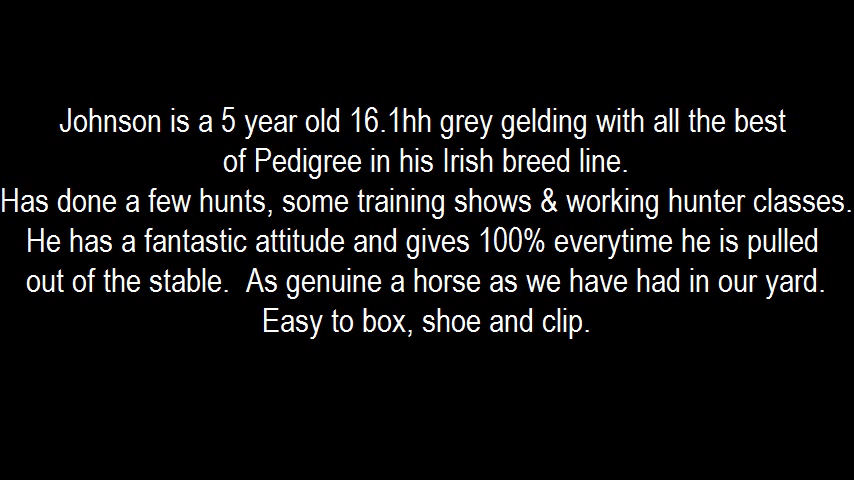 Johnson is a 5 year old 16.1hh grey gelding with all the best
of Pedigree in his Irish breed line.
Has done a few hunts, some training shows & working hunter classes.
He has a fantastic attitude and gives 100% everytime he is pulled
out of the stable.  As genuine a horse as we have had in our yard.
Easy to box, shoe and clip.